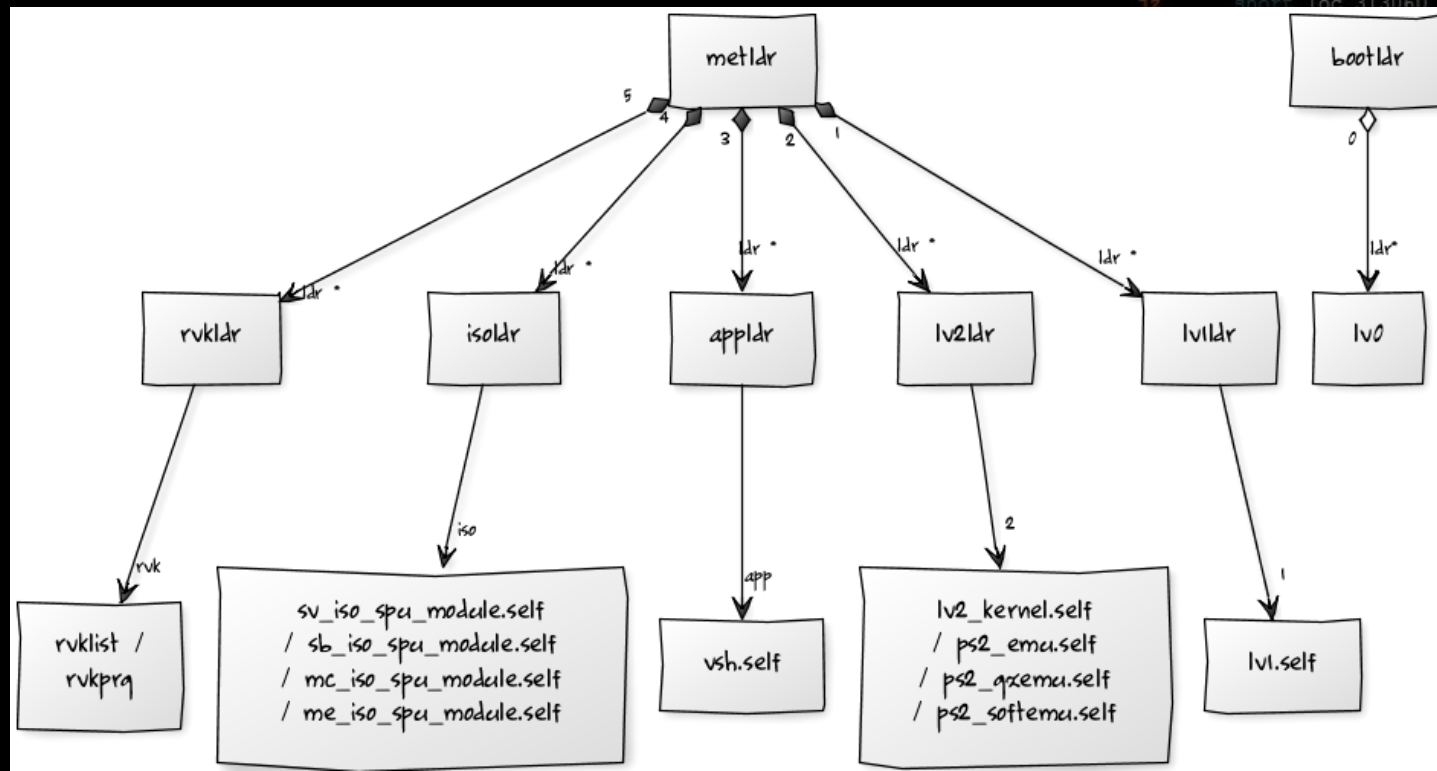 metldr
bootldr
5
4
3
2
1
0
ldr *
ldr *
ldr *
ldr *
ldr *
ldr*
rvkldr
isoldr
appldr
lv2ldr
lv1ldr
lv0
rvk
iso
app
2
1
rvklist /
rvkprg
sv_iso_spu_module.self
/ sb_iso_spu_module.self
/ mc_iso_spu_module.self
/ me_iso_spu_module.self
vsh.self
lv2_kernel.self
/ ps2_emu.self
/ ps2_gxemu.self
/ ps2_softemu.self
lv1.self